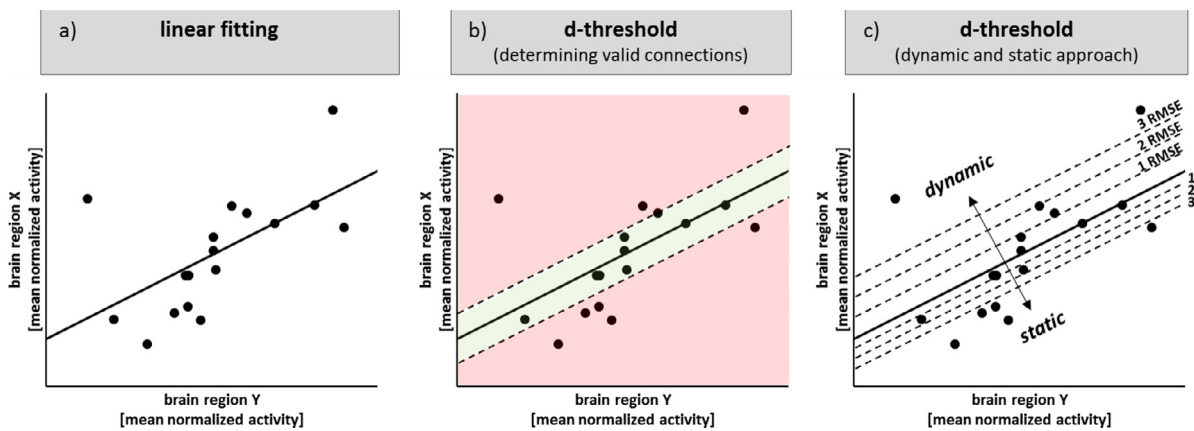 a) linear fitting
brain region X
[mean normalized activity]
brain region Y
[mean normalized activity]
b) d-threshold
(determining valid connections)
brain region X
[mean normalized activity]
brain region Y
[mean normalized activity]
c) d-threshold
(dynamic and static approach)
brain region X
[mean normalized activity]
3 RMSE
2 RMSE
1 RMSE
dynamic
1
2
3
static
brain region Y
[mean normalized activity]